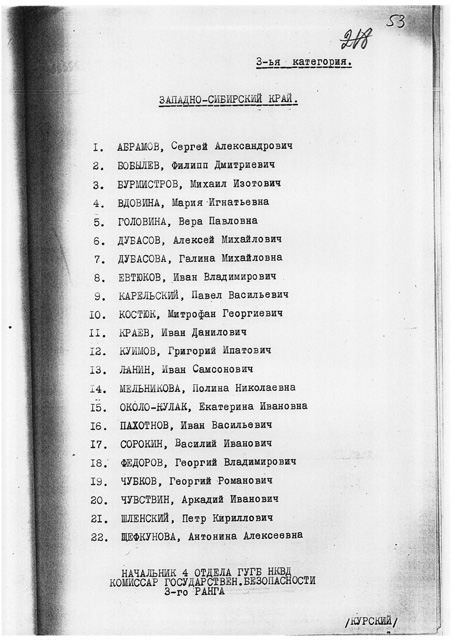 53
218
3-ья категория.
ЗАПАДНО-СИБИРСКИЙ КРАЙ.
1. АБРАМОВ, Сергей Александрович
2. БОБЫЛЕВ, Филипп Дмитриевич
3. БУРМИСТРОВ, Михаил Изотович
4. ВДОВИНА, Мария Игнатьевна
5. ГОЛОВИНА, Вера Павловна
6. ДУБАСОВ, Алексей Михайлович
7. ДУБАСОВА, Галина Михайловна
8. ЕВТЮКОВ, Иван Владимирович
9. КАРЕЛЬСКИЙ, Павел Васильевич
10. КОСТЮК, Митрофан Георгиевич
11. КРАЕВ, Иван Данилович
12. КУИМОВ, Григорий Ипатович
13. ЛАНИН, Иван Самсонович
14. МЕЛЬНИКОВА, Полина Николаевна
15. ОКОЛО-КУЛАК, Екатерина Ивановна
16. ПАХОТНОВ, Иван Васильевич
17. СОРОКИН, Василий Иванович
18. ФЕДОРОВ, Георгий Владимирович
19. ЧУБКОВ, Георгий Романович
20. ЧУВСТВИН, Аркадий Иванович
21. ШЛЕНСКИЙ, Петр Кириллович
22. ЩЕФКУНОВА, Антонина Алексеевна
НАЧАЛЬНИК 4 ОТДЕЛА ГУГБ НКВД
КОМИССАР ГОСУДАРСТВЕН.БЕЗОПАСНОСТИ
3-го РАНГА
/КУРСКИЙ/